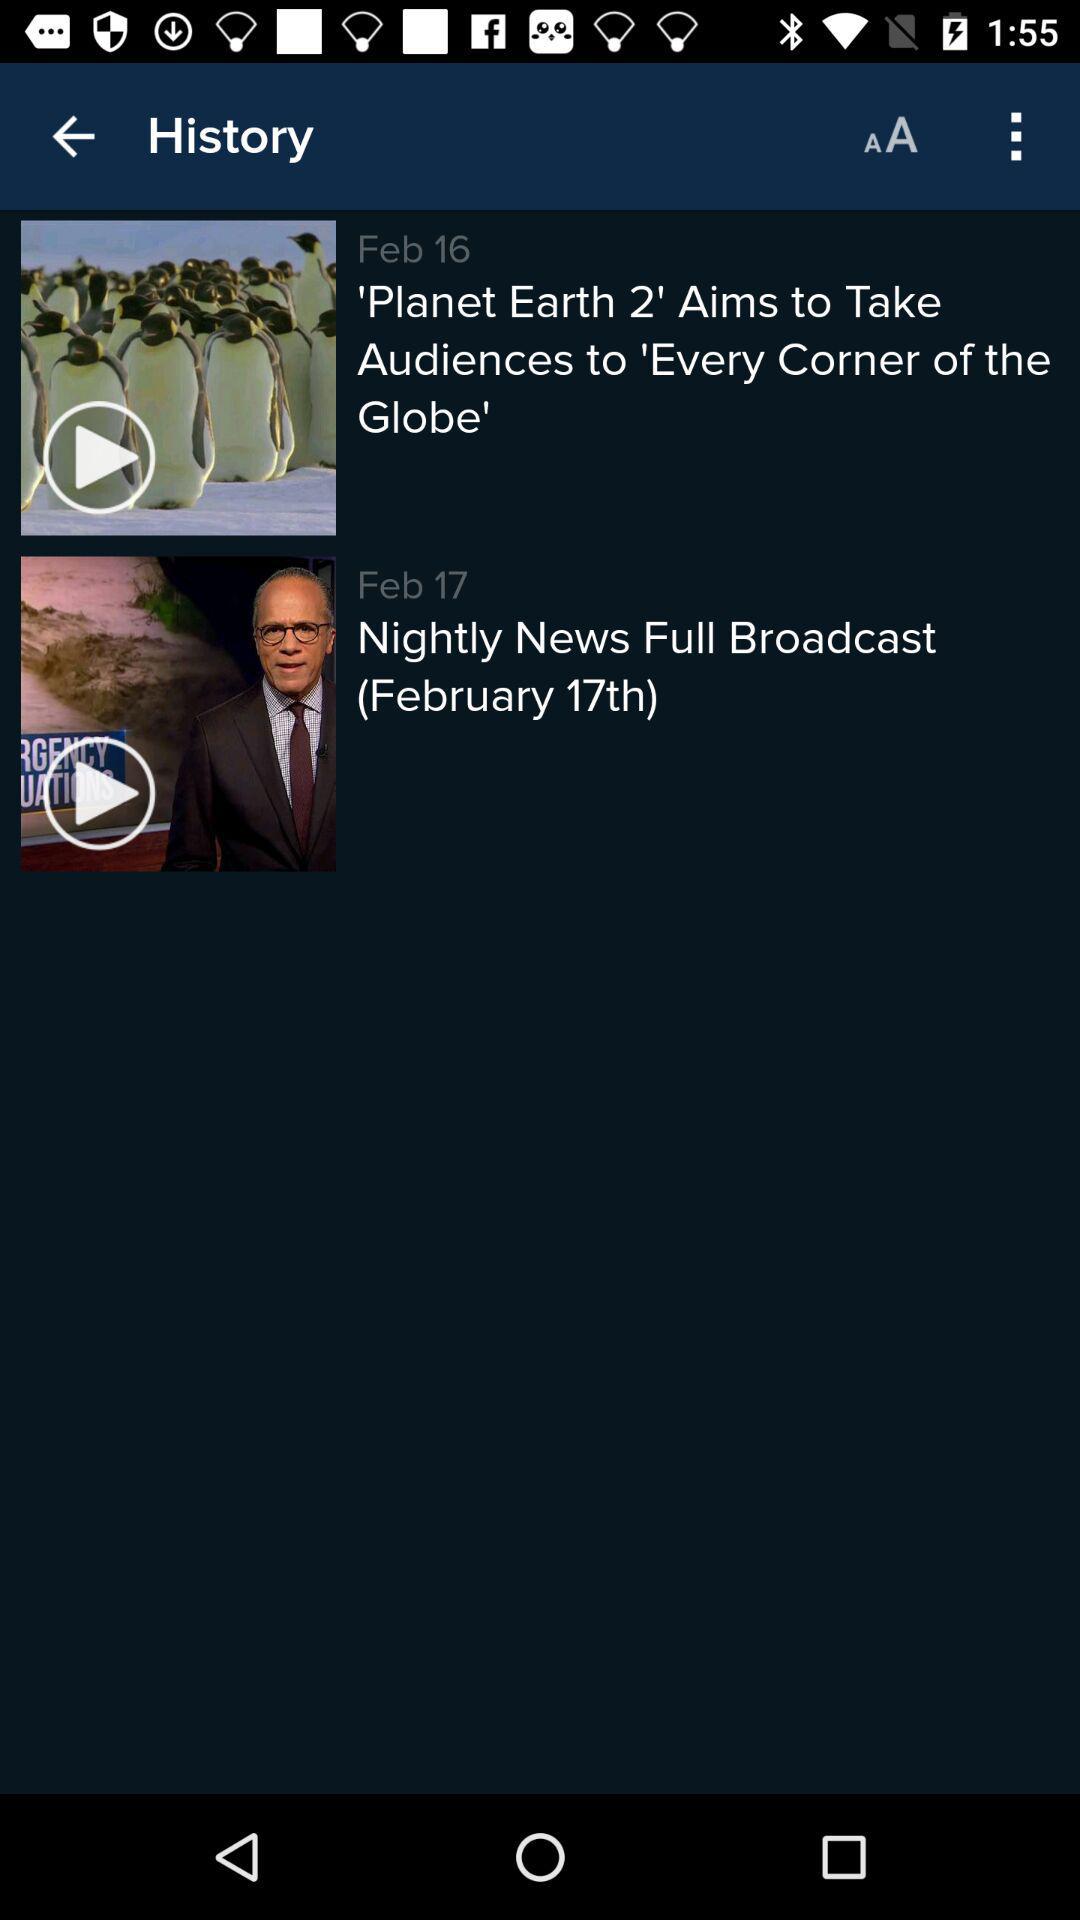 1:55
History
AA
Feb 16
'Planet Earth 2' Aims to Take
Audiences to 'Every Corner of the
Globe'
RGENCY
UATIONS
Feb 17
Nightly News Full Broadcast
(February 17th)